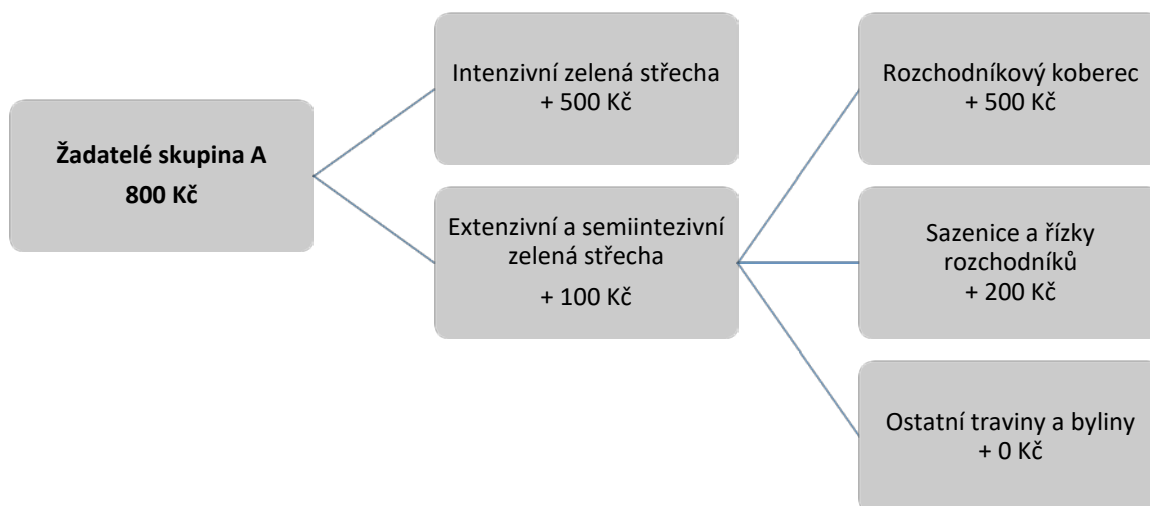 Žadatelé skupina A
800 Kč
Intenzivní zelená střecha
+ 500 Kč
Extenzivní a semiintezivní
zelená střecha
+ 100 Kč
Rozchodníkový koberec
+ 500 Kč
Sazenice a řízky
rozchodníků
+ 200 Kč
Ostatní traviny a byliny
+ 0 Kč